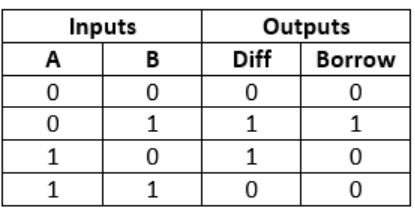 Inputs Outputs
A B Diff Borrow
0 0 0 0
0 1 1 1
1 0 1 0
1 1 0 0